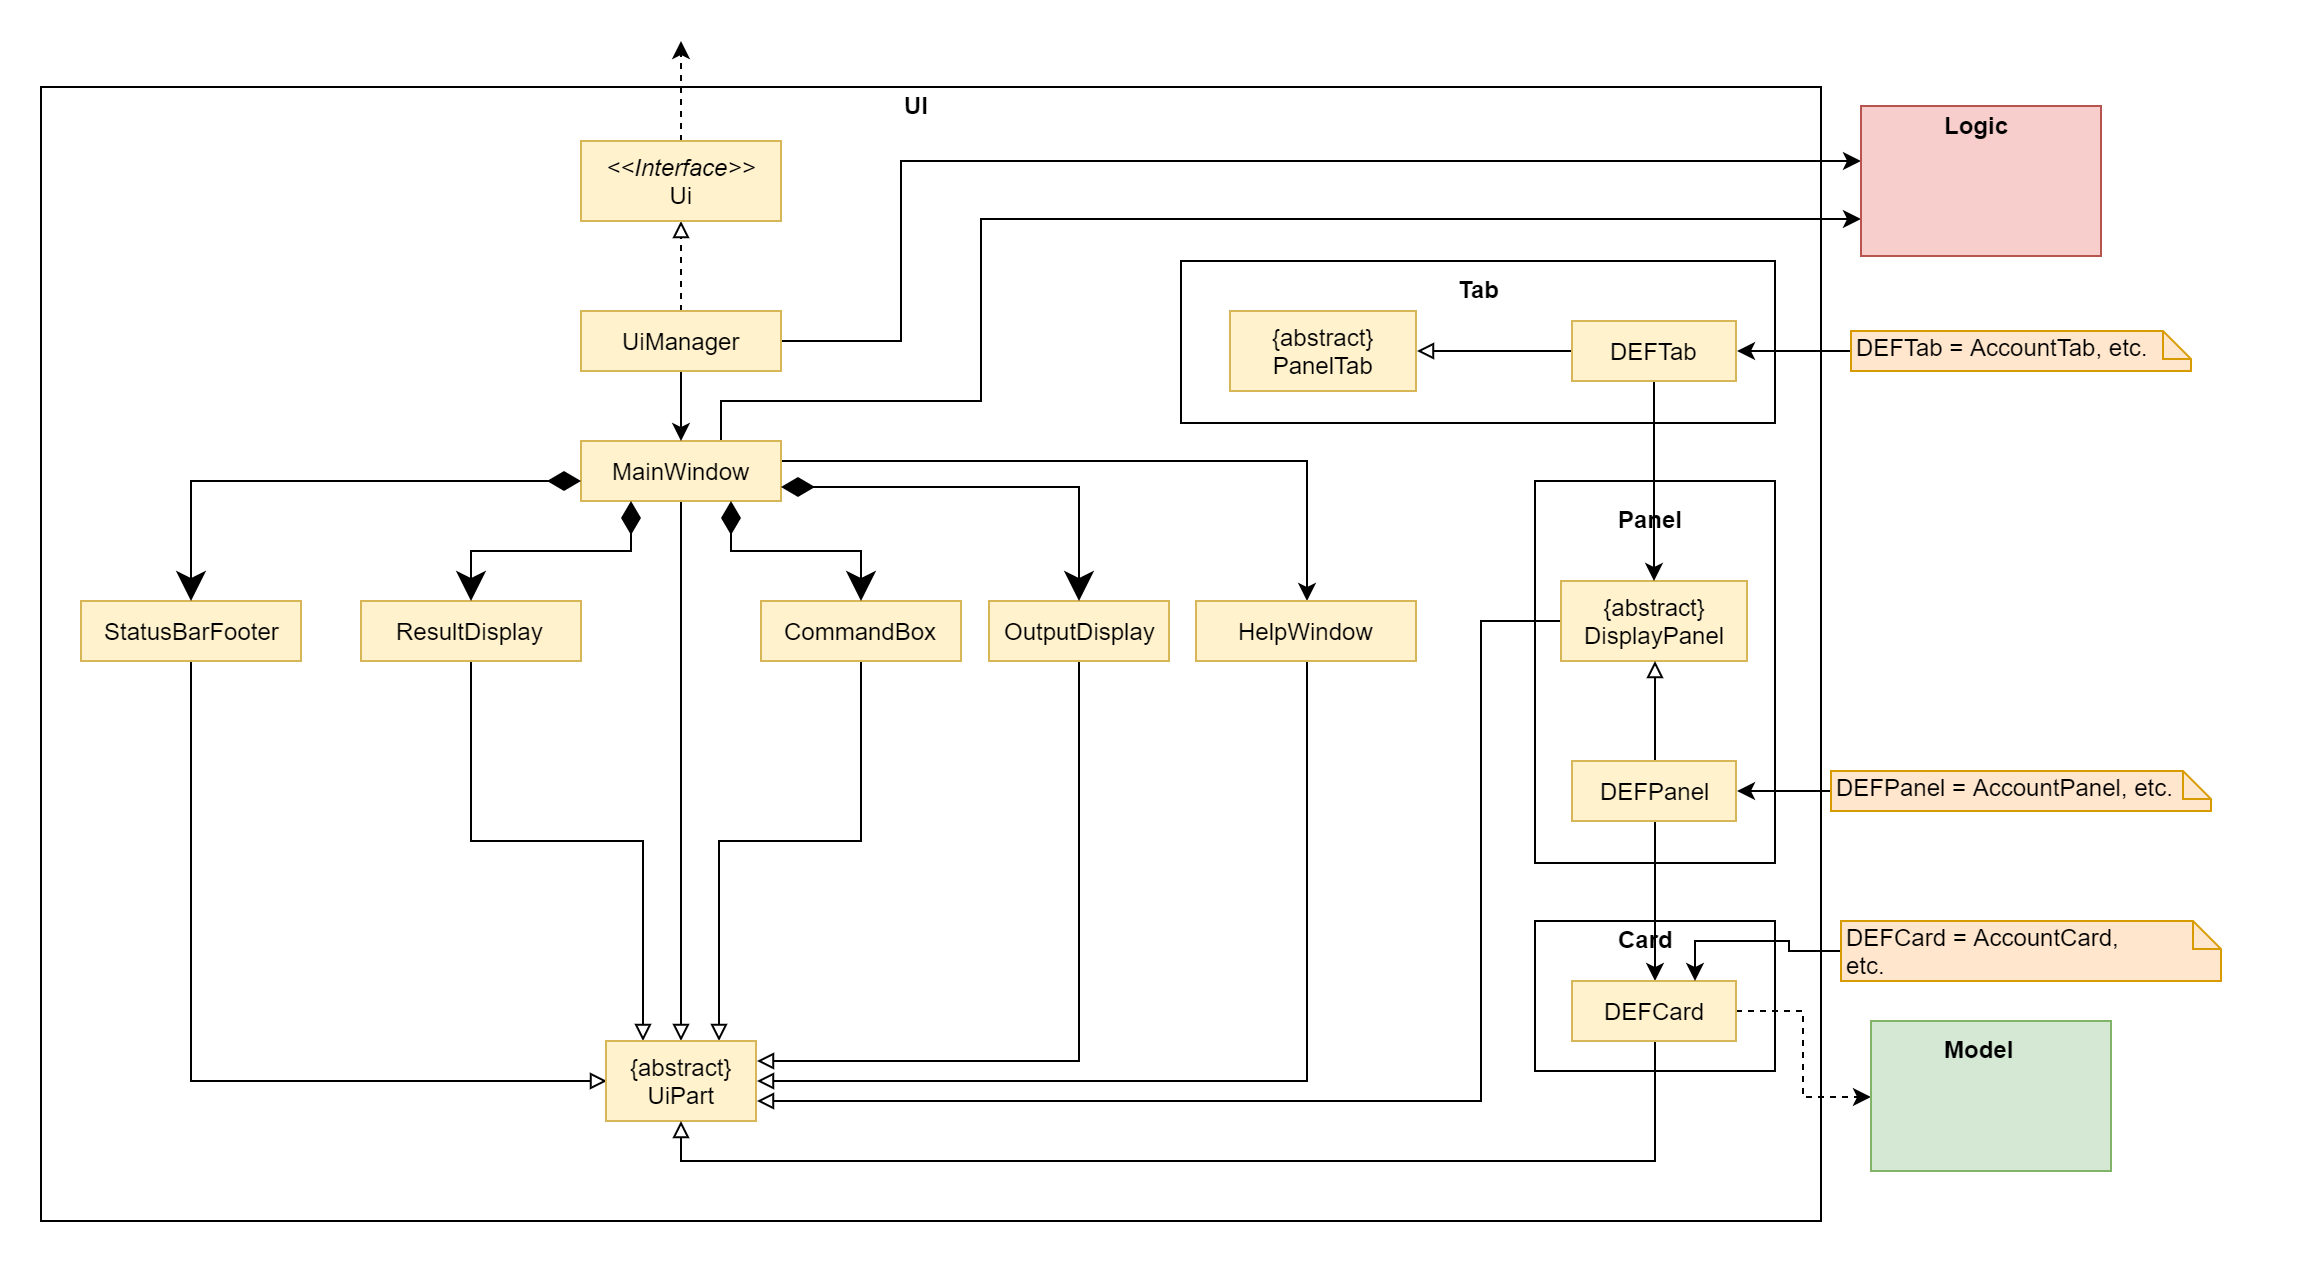 UI
Logic
<<Interface>>
Ui
Tab
UiManager
{abstract}
PanelTab
DEFTab
DEFTab = AccountTab, etc.
MainWindow
Panel
StatusBarFooter
ResultDisplay
CommandBox
OutputDisplay
HelpWindow
{abstract}
DisplayPanel
DEFPanel
DEFPanel = AccountPanel, etc.
Card
DEFCard = AccountCard,
etc.
DEFCard
Model
{abstract}
UiPart